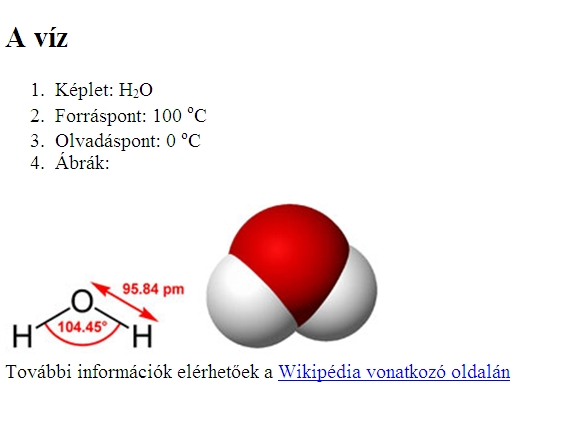 A víz
1. Képlet: H₂O
2. Forráspont: 100 °C
3. Olvadáspont: 0 °C
4. Ábrák:
O
95.84 pm
104.45°
H H
További információk elérhetőek a Wikipédia vonatkozó oldalán